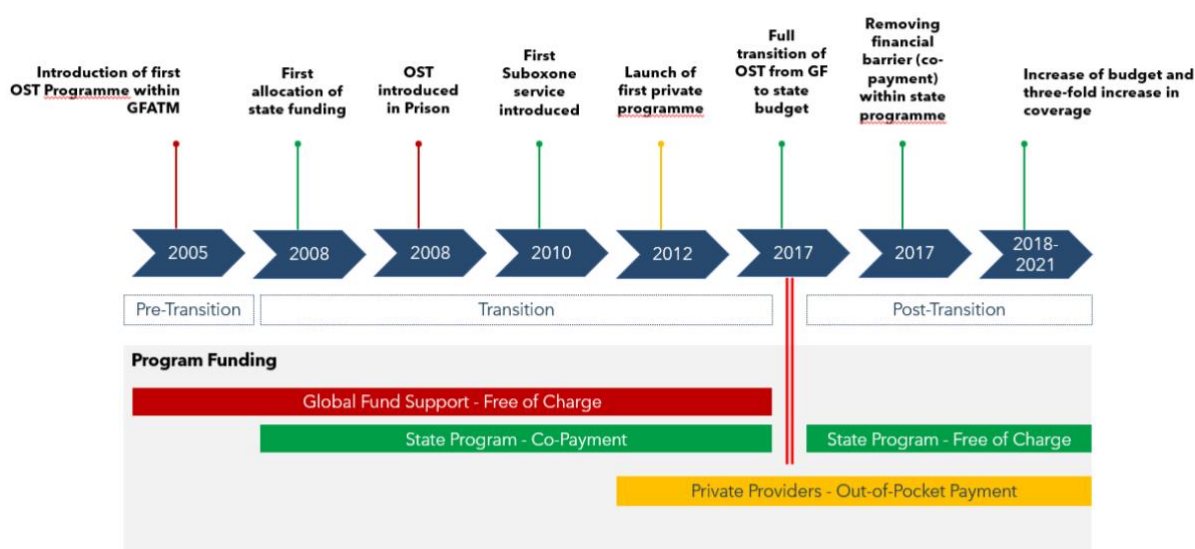 Introduction of first
OST Programme within
GFATM
First
allocation of
state funding
OST
introduced
in Prison
First
Suboxone
service
introduced
Launch of
first private
programme
Full
transition of
OST from GF
to state
budget
Removing
financial
barrier (co-
payment)
within state
programme
Increase of budget and
three-fold increase in
coverage
2005
2008
2008
2010
2012
2017
2017
2018-
2021
Pre-Transition
Transition
Post-Transition
Program Funding
Global Fund Support - Free of Charge
State Program - Co-Payment
State Program - Free of Charge
Private Providers - Out-of-Pocket Payment